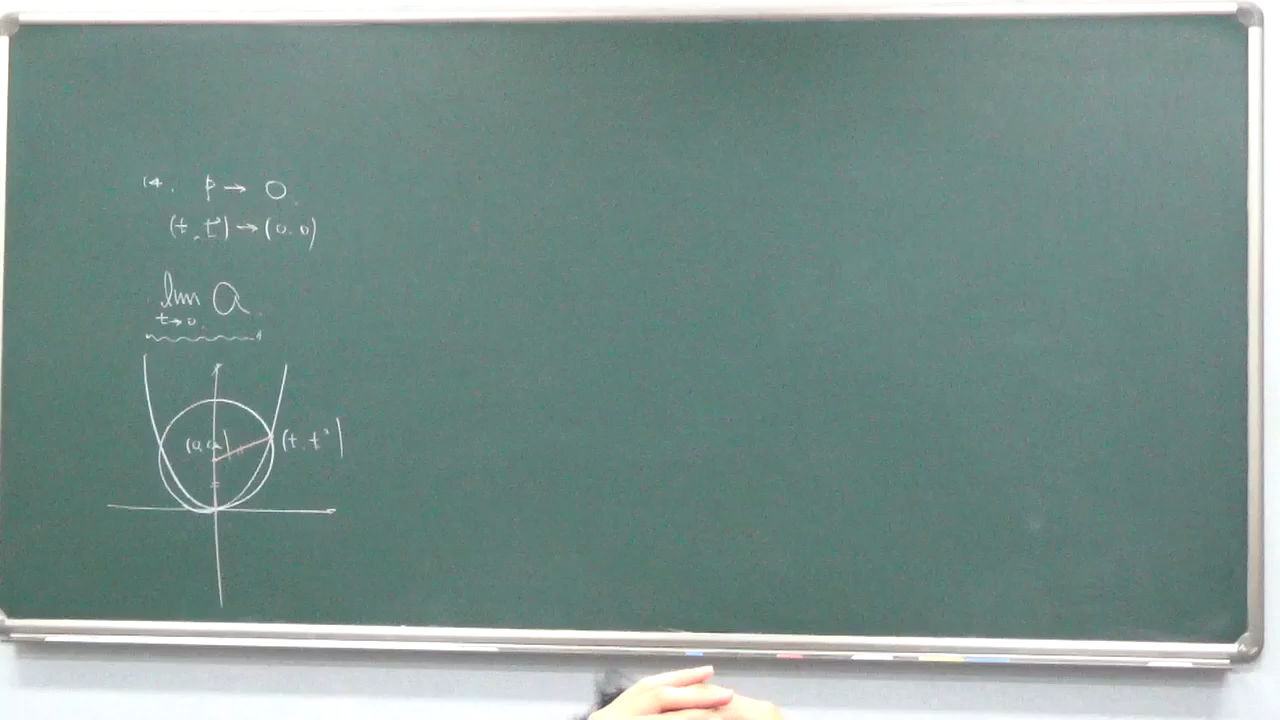 14. P → O.
(t, t²) → (0, 0)
lim a
t→0
(0, a) (t, t²)